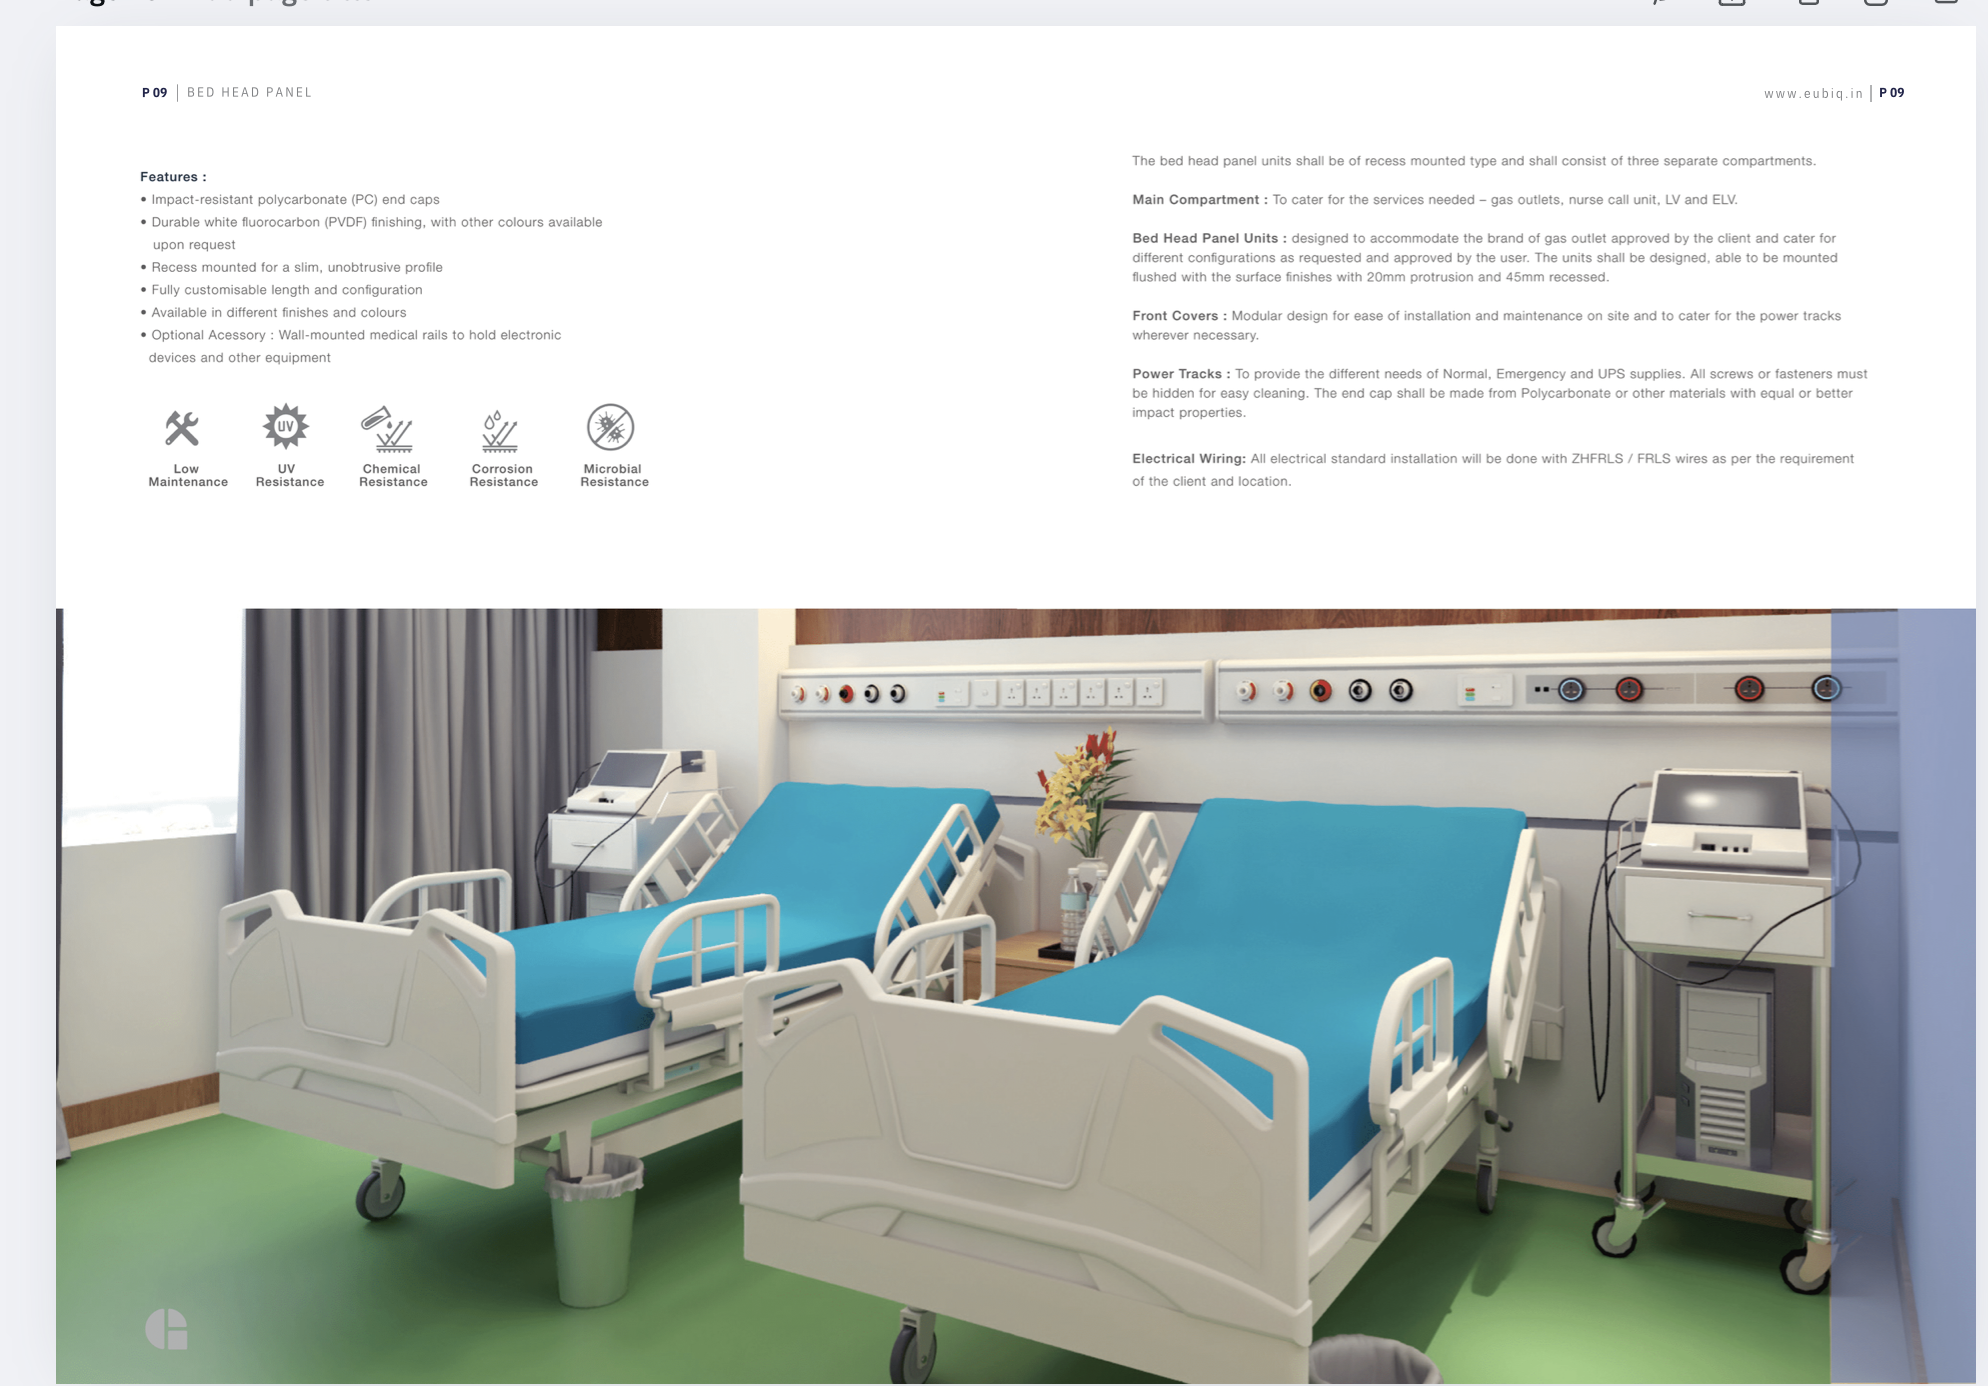 P 09 | BED HEAD PANEL
www.eubiq.in | P 09
Features :
• Impact-resistant polycarbonate (PC) end caps
• Durable white fluorocarbon (PVDF) finishing, with other colours available
upon request
• Recess mounted for a slim, unobtrusive profile
• Fully customisable length and configuration
• Available in different finishes and colours
• Optional Acessory : Wall-mounted medical rails to hold electronic
devices and other equipment
UV
Low
Maintenance
UV
Resistance
Chemical
Resistance
Corrosion
Resistance
Microbial
Resistance
The bed head panel units shall be of recess mounted type and shall consist of three separate compartments.
Main Compartment : To cater for the services needed – gas outlets, nurse call unit, LV and ELV.
Bed Head Panel Units : designed to accommodate the brand of gas outlet approved by the client and cater for
different configurations as requested and approved by the user. The units shall be designed, able to be mounted
flushed with the surface finishes with 20mm protrusion and 45mm recessed.
Front Covers : Modular design for ease of installation and maintenance on site and to cater for the power tracks
wherever necessary.
Power Tracks : To provide the different needs of Normal, Emergency and UPS supplies. All screws or fasteners must
be hidden for easy cleaning. The end cap shall be made from Polycarbonate or other materials with equal or better
impact properties.
Electrical Wiring: All electrical standard installation will be done with ZHFRLS / FRLS wires as per the requirement
of the client and location.